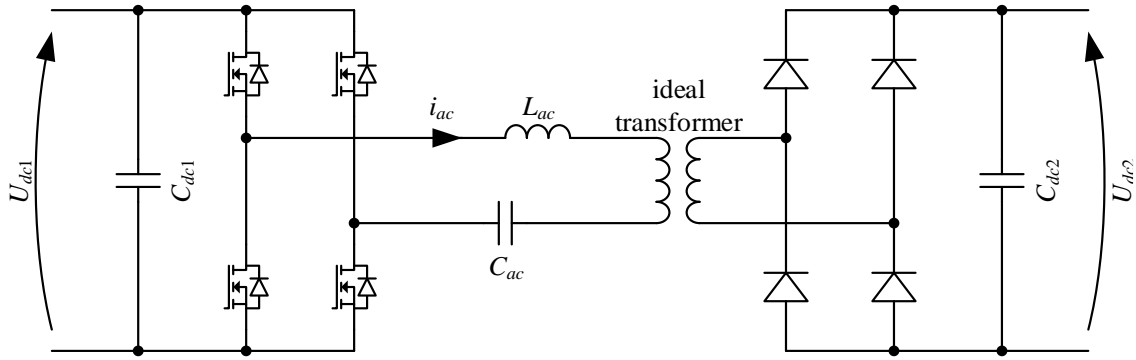 U_dc1
C_dc1
i_ac
L_ac
C_ac
ideal
transformer
C_dc2
U_dc2